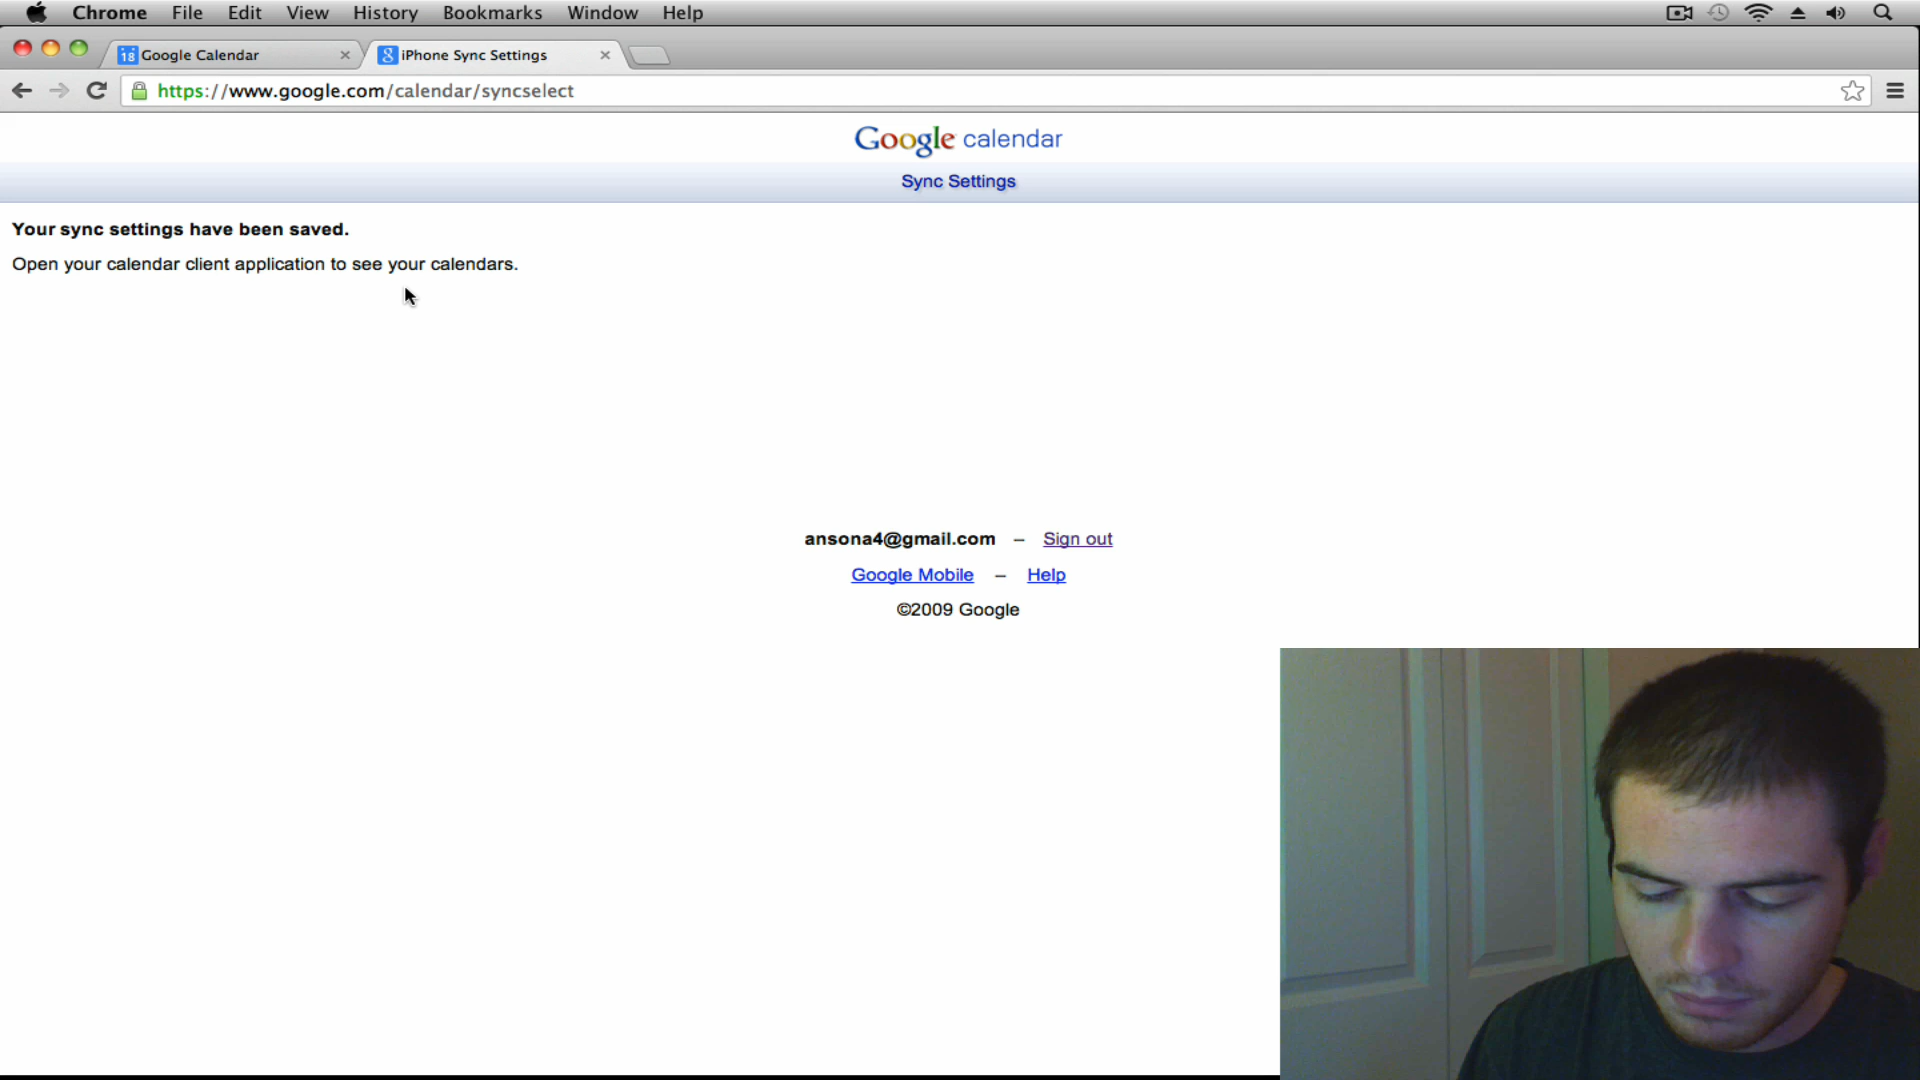 Chrome File Edit View History Bookmarks Window Help
18 Google Calendar × 8 iPhone Sync Settings ×
https://www.google.com/calendar/syncselect
Google calendar
Sync Settings
Your sync settings have been saved.
Open your calendar client application to see your calendars.
ansona4@gmail.com – Sign out
Google Mobile – Help
©2009 Google